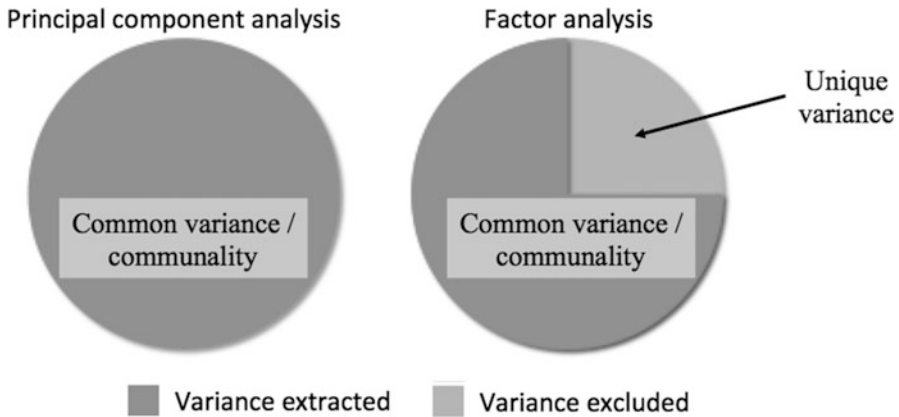 Principal component analysis
Factor analysis
Unique
variance
Common variance /
communality
Common variance /
communality
Variance extracted
Variance excluded